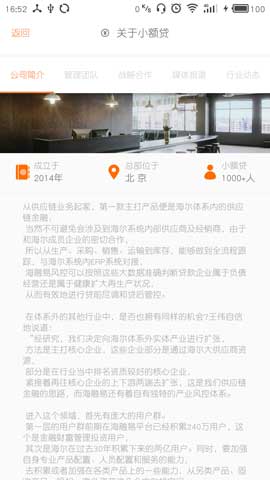 16:52
0K/s
4G
100
返回
关于小额贷
公司简介
管理团队
战略合作
媒体报道
行业动态
成立于
2014年
总部位于
北 京
小额贷
1000+人
从供应链业务起家，第一款主打产品便是海尔体系内的供应
链金融，
当然不可避免会涉及到海尔系统内部供应商及经销商，由于
和海尔成员企业的密切合作，
所以从生产、采购、销售、运输到库存，能够做到全流程跟
踪，与海尔系统内ERP系统对接，
海融易风控可以按照这些大数据准确判断贷款企业属于负债
经营还是属于健康扩大再生产状况，
从而有效地进行贷前尽调和贷后管控。
在体系外的其他行业中，是否也拥有同样的机会?王伟自信
地说道：
“经研究，我们决定向海尔体系外实体产业进行扩张，
方法是主打核心企业，这些企业部分是通过海尔大供应商资
源，
部分是在行业当中排名资质较好的核心企业，
紧接着再往核心企业的上下游两端去扩张，这是我们供应链
金融的思路，而海融易还有着自有独特的产业风控体系。
进入这个领域，首先有庞大的用户群。
第一层的用户群前期在海融易平台已经积累240万用户，这
个是金融财富管理投资用户，
其次是海尔在过去30年积累下来的两亿用户。同时，要加强
自身专业产品配置、人员配置和服务的能力，
去积累或者加强在各类产品上的一些能力，从另类产品、固